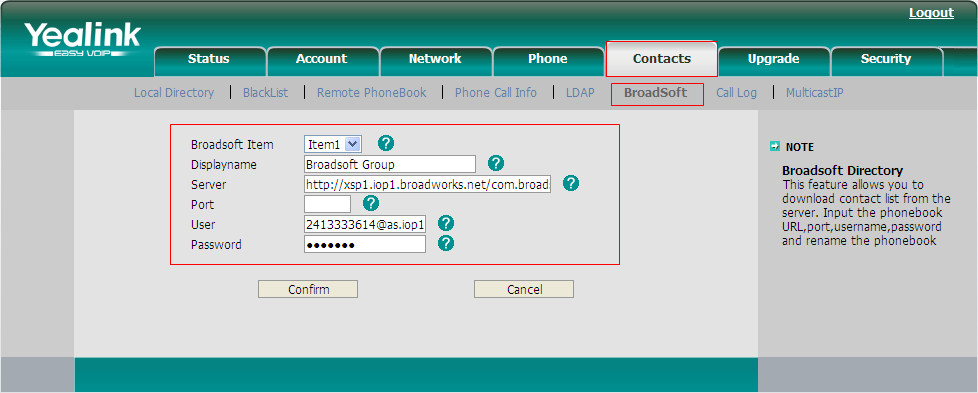 Logout
Yealink
EASY VOIP
Status Account Network Phone Contacts Upgrade Security
Local Directory BlackList Remote PhoneBook Phone Call Info LDAP BroadSoft Call Log MulticastIP
Broadsoft Item Item1 ?
Displayname Broadsoft Group ?
Server http://xsp1.iop1.broadworks.net/com.broad ?
Port ?
User 2413333614@as.iop1 ?
Password ●●●●●●● ?
Confirm Cancel
NOTE
Broadsoft Directory
This feature allows you to
download contact list from the
server. Input the phonebook
URL,port,username,password
and rename the phonebook